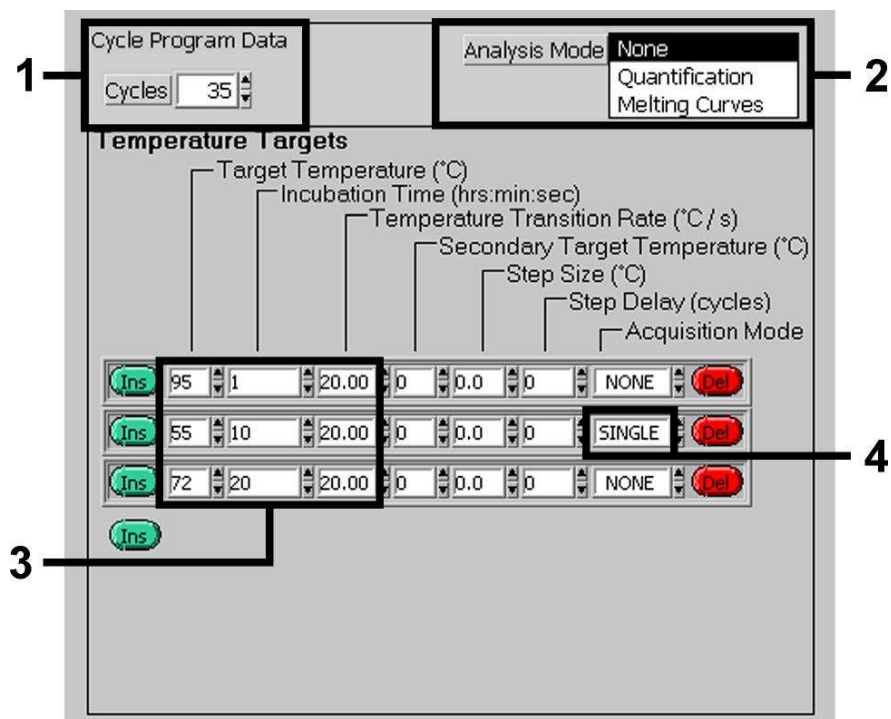 Cycle Program Data
1
Cycles 35
Analysis Mode None
Quantification
Melting Curves
2
Temperature Targets
Target Temperature (°C)
Incubation Time (hrs:min:sec)
Temperature Transition Rate (°C / s)
Secondary Target Temperature (°C)
Step Size (°C)
Step Delay (cycles)
Acquisition Mode
Ins 95 1 20.00 0 0.0 0 NONE Del
Ins 55 10 20.00 0 0.0 0 SINGLE Del
4
Ins 72 20 20.00 0 0.0 0 NONE Del
Ins
3